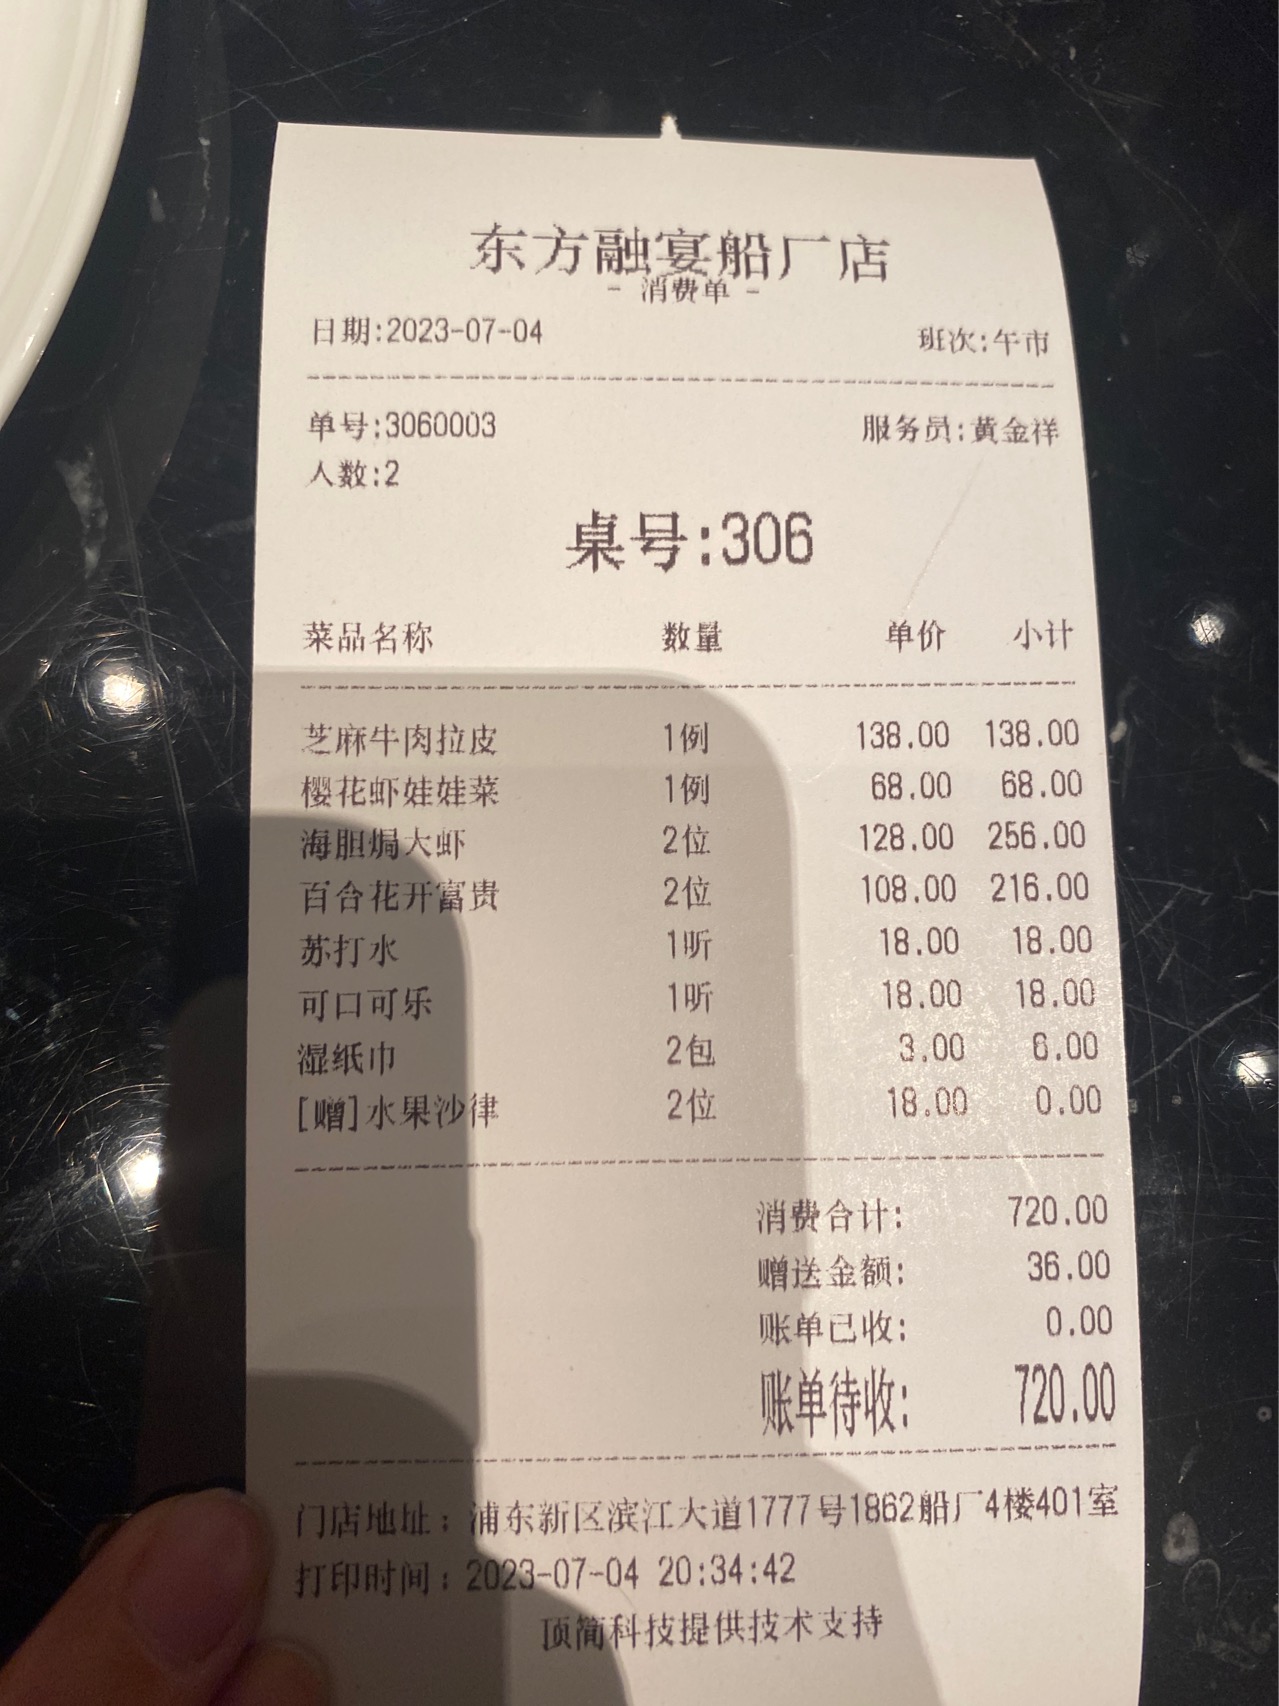 东方融宴船厂店
- 消费单 -
日期:2023-07-04 班次:午市
单号:3060003 服务员:黄金祥
人数:2
桌号:306
菜品名称 数量 单价 小计
芝麻牛肉拉皮 1例 138.00 138.00
樱花虾娃娃菜 1例 68.00 68.00
海胆焗大虾 2位 128.00 256.00
百合花开富贵 2位 108.00 216.00
苏打水 1听 18.00 18.00
可口可乐 1听 18.00 18.00
湿纸巾 2包 3.00 6.00
[赠]水果沙律 2位 18.00 0.00
消费合计: 720.00
赠送金额: 36.00
账单已收: 0.00
账单待收: 720.00
门店地址：浦东新区滨江大道1777号1862船厂4楼401室
打印时间：2023-07-04 20:34:42
顶简科技提供技术支持